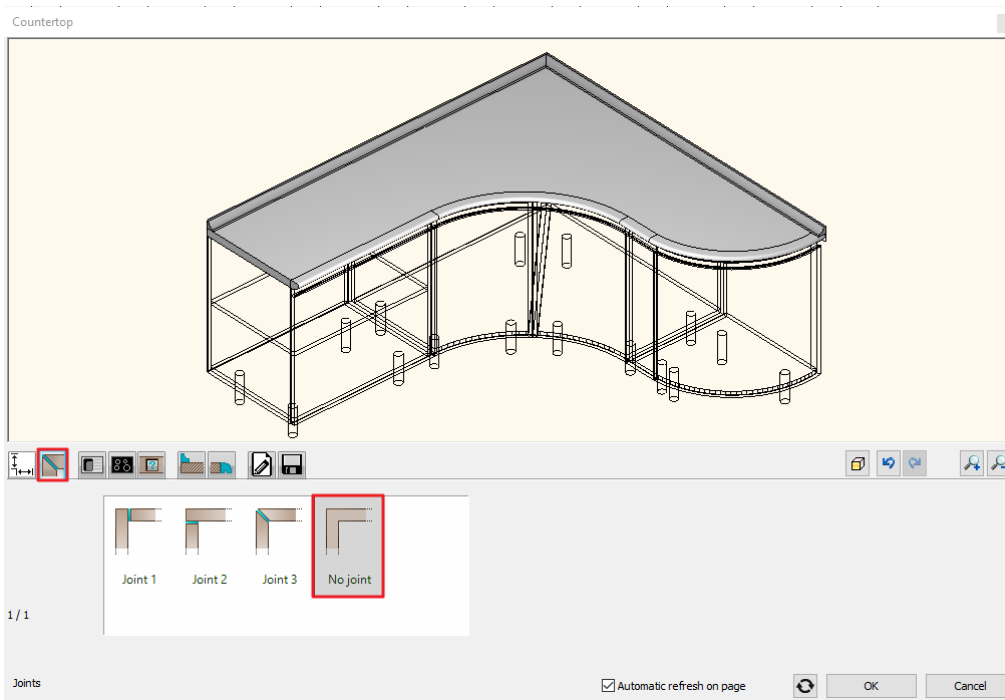 Countertop
Joint 1 Joint 2 Joint 3 No joint
1 / 1
Joints Automatic refresh on page OK Cancel